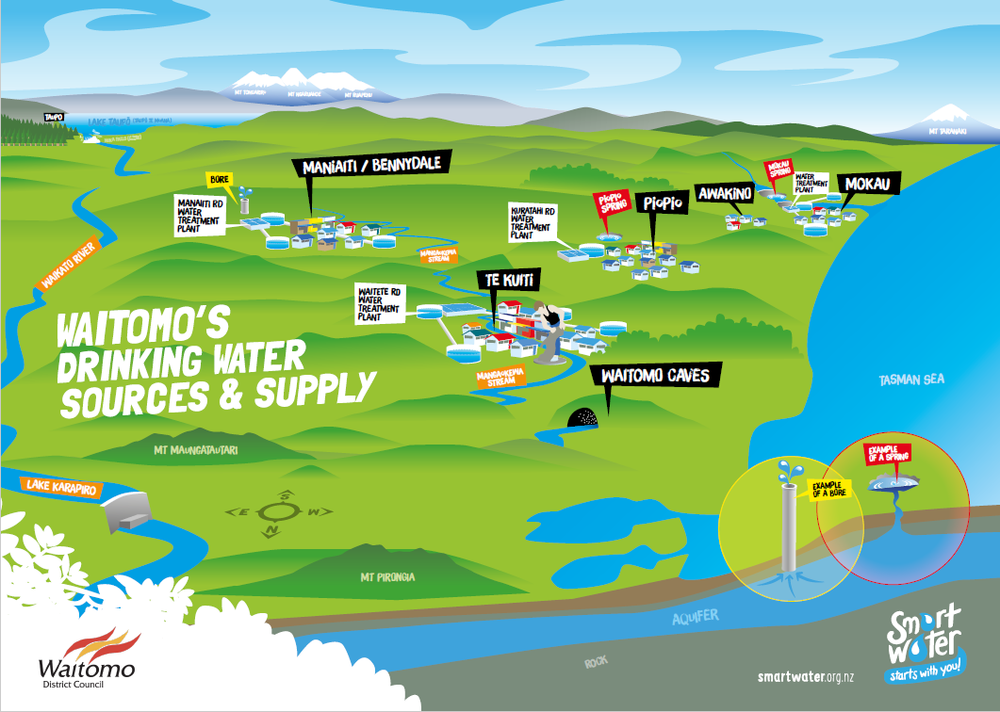 MT TONGARIRO
MT NGAURUHOE
MT RUAPEHU
TAUPO
LAKE TAUPŌ (TAUPŌ TE MOANA)
MT TARANAKI
MANIAITI / BENNYDALE
BORE
MANAITI RD
WATER
TREATMENT
PLANT
MOKAU
SPRING
WATER
TREATMENT
PLANT
MOKAU
AWAKINO
PIOPIO
SPRING
PIOPIO
KURATAHI RD
WATER
TREATMENT
PLANT
MANGAOKEWA
STREAM
WAIKATO RIVER
TE KUITI
WAITETE RD
WATER
TREATMENT
PLANT
WAITOMO'S
DRINKING WATER
SOURCES & SUPPLY
MANGAOKEWA
STREAM
WAITOMO CAVES
TASMAN SEA
MT MAUNGATAUTARI
LAKE KARAPIRO
EXAMPLE
OF A SPRING
EXAMPLE
OF A BORE
S
E
W
N
MT PIRONGIA
AQUIFER
ROCK
Waitomo
District Council
smartwater.org.nz
Smart
water
starts with you!